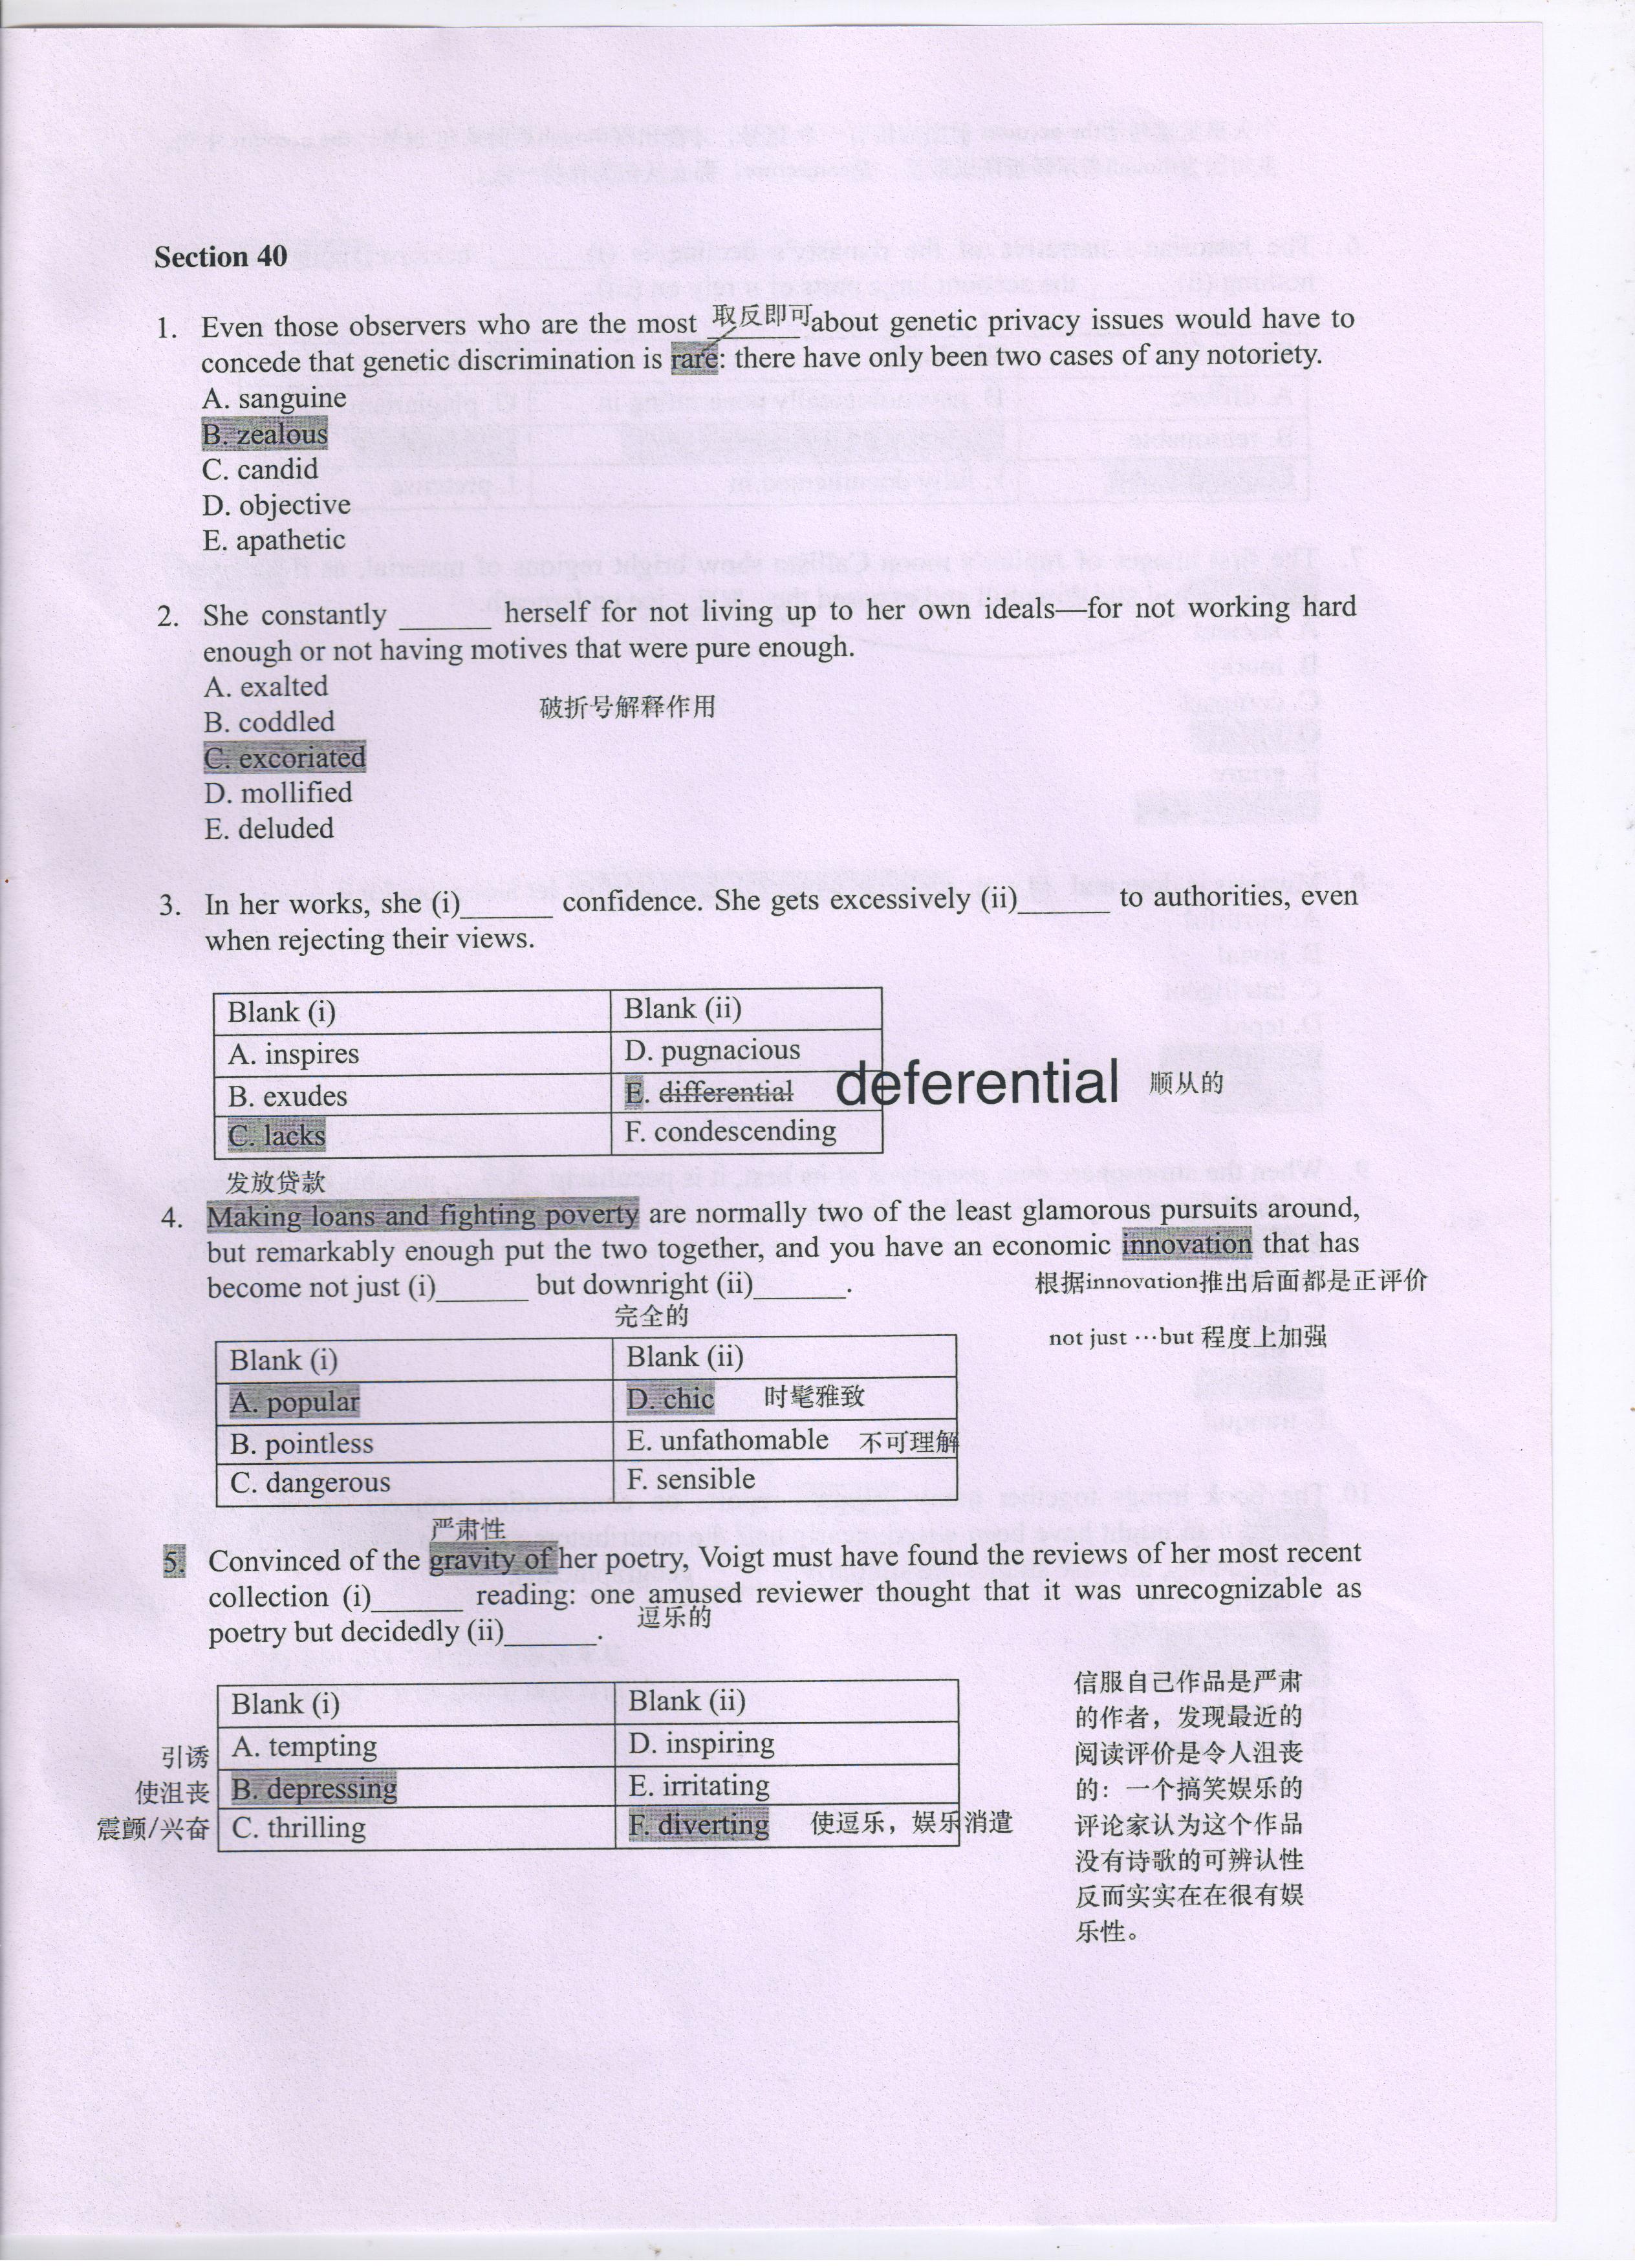 Section 40
取反即可
1. Even those observers who are the most ______ about genetic privacy issues would have to
concede that genetic discrimination is rare: there have only been two cases of any notoriety.
A. sanguine
B. zealous
C. candid
D. objective
E. apathetic
2. She constantly ______ herself for not living up to her own ideals—for not working hard
enough or not having motives that were pure enough.
A. exalted
B. coddled
破折号解释作用
C. excoriated
D. mollified
E. deluded
3. In her works, she (i)______ confidence. She gets excessively (ii)______ to authorities, even
when rejecting their views.
Blank (i) Blank (ii)
A. inspires D. pugnacious
B. exudes E. differential deferential 顺从的
C. lacks F. condescending
发放贷款
4. Making loans and fighting poverty are normally two of the least glamorous pursuits around,
but remarkably enough put the two together, and you have an economic innovation that has
become not just (i)______ but downright (ii)______.
根据innovation推出后面都是正评价
完全的
not just …but 程度上加强
Blank (i) Blank (ii)
A. popular D. chic 时髦雅致
B. pointless E. unfathomable 不可理解
C. dangerous F. sensible
严肃性
5. Convinced of the gravity of her poetry, Voigt must have found the reviews of her most recent
collection (i)______ reading: one amused reviewer thought that it was unrecognizable as
逗乐的
poetry but decidedly (ii)______.
Blank (i) Blank (ii)
引诱 A. tempting D. inspiring
使沮丧 B. depressing E. irritating
震颤/兴奋 C. thrilling F. diverting 使逗乐，娱乐消遣
信服自己作品是严肃
的作者，发现最近的
阅读评价是令人沮丧
的：一个搞笑娱乐的
评论家认为这个作品
没有诗歌的可辨认性
反而实实在在很有娱
乐性。